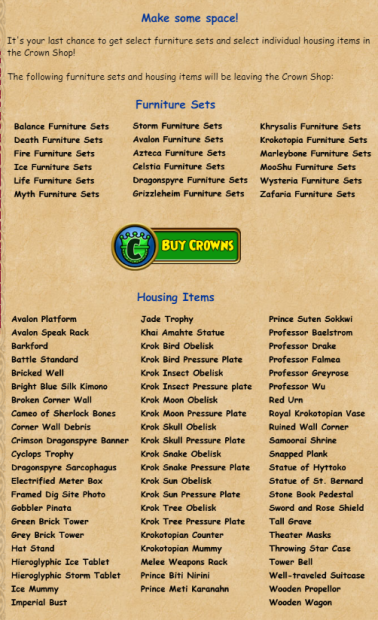 Make some space!
It's your last chance to get select furniture sets and select individual housing items in
the Crown Shop!
The following furniture sets and housing items will be leaving the Crown Shop:
Furniture Sets
Balance Furniture Sets
Death Furniture Sets
Fire Furniture Sets
Ice Furniture Sets
Life Furniture Sets
Myth Furniture Sets
Storm Furniture Sets
Avalon Furniture Sets
Azteca Furniture Sets
Celstia Furniture Sets
Dragonspyre Furniture Sets
Grizzleheim Furniture Sets
Khrysalis Furniture Sets
Krokotopia Furniture Sets
Marleybone Furniture Sets
MooShu Furniture Sets
Wysteria Furniture Sets
Zafaria Furniture Sets
C
BUY CROWNS
Housing Items
Avalon Platform
Avalon Speak Rack
Barkford
Battle Standard
Bricked Well
Bright Blue Silk Kimono
Broken Corner Wall
Cameo of Sherlock Bones
Corner Wall Debris
Crimson Dragonspyre Banner
Cyclops Trophy
Dragonspyre Sarcophagus
Electrified Meter Box
Framed Dig Site Photo
Gobbler Pinata
Green Brick Tower
Grey Brick Tower
Hat Stand
Hieroglyphic Ice Tablet
Hieroglyphic Storm Tablet
Ice Mummy
Imperial Bust
Jade Trophy
Khai Amahte Statue
Krok Bird Obelisk
Krok Bird Pressure Plate
Krok Insect Obelisk
Krok Insect Pressure plate
Krok Moon Obelisk
Krok Moon Pressure Plate
Krok Skull Obelisk
Krok Skull Pressure Plate
Krok Snake Obelisk
Krok Snake Pressure Plate
Krok Sun Obelisk
Krok Sun Pressure Plate
Krok Tree Obelisk
Krok Tree Pressure Plate
Krokotopian Counter
Krokotopian Mummy
Melee Weapons Rack
Prince Biti Nirini
Prince Meti Karanahn
Prince Suten Sokkwi
Professor Baelstrom
Professor Drake
Professor Falmea
Professor Greyrose
Professor Wu
Red Urn
Royal Krokotopian Vase
Ruined Wall Corner
Samoorai Shrine
Snapped Plank
Statue of Hyttoko
Statue of St. Bernard
Stone Book Pedestal
Sword and Rose Shield
Tall Grave
Theater Masks
Throwing Star Case
Tower Bell
Well-traveled Suitcase
Wooden Propellor
Wooden Wagon